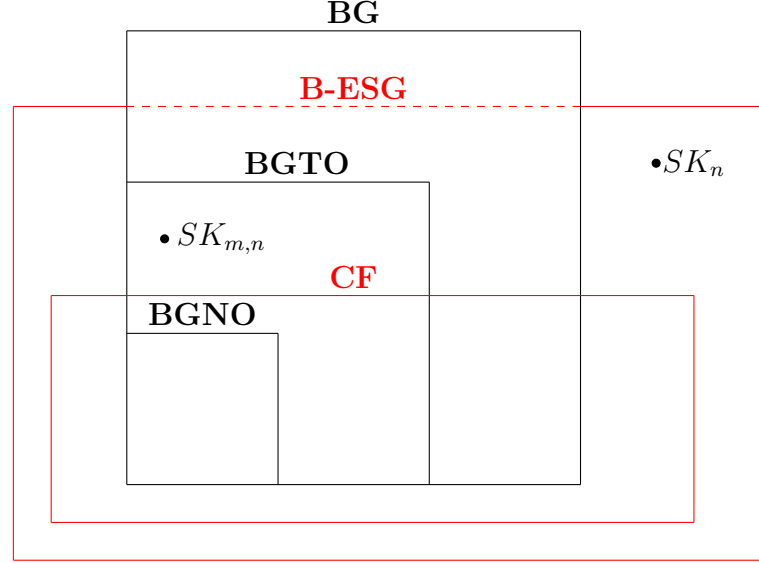 BG
B-ESG
BGTO
SK_n
SK_{m,n}
CF
BGNO